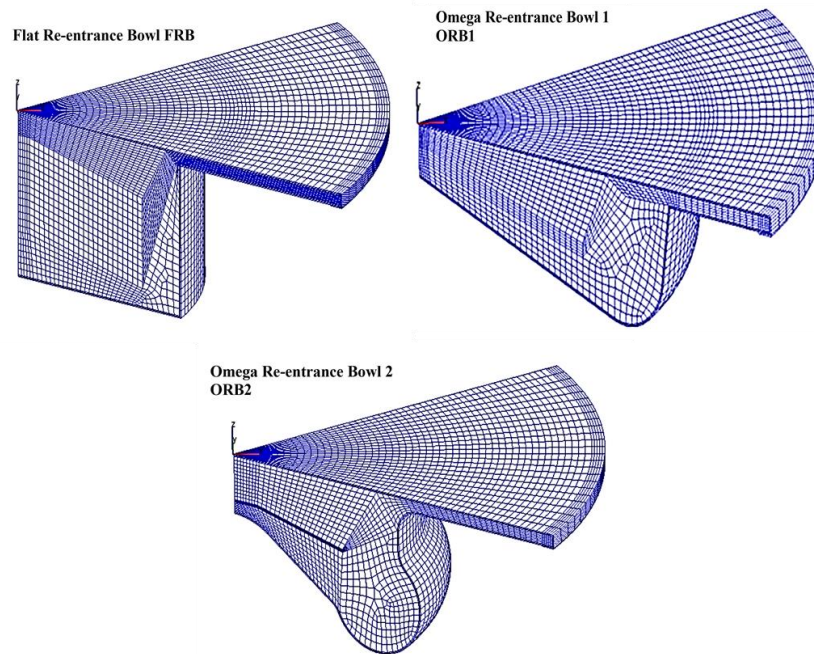 Flat Re-entrance Bowl FRB
Omega Re-entrance Bowl 1
ORB1
Omega Re-entrance Bowl 2
ORB2
z
z
z
y